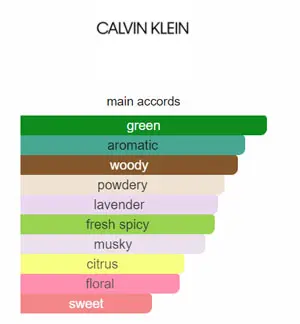 CALVIN KLEIN
main accords
green
aromatic
woody
powdery
lavender
fresh spicy
musky
citrus
floral
sweet